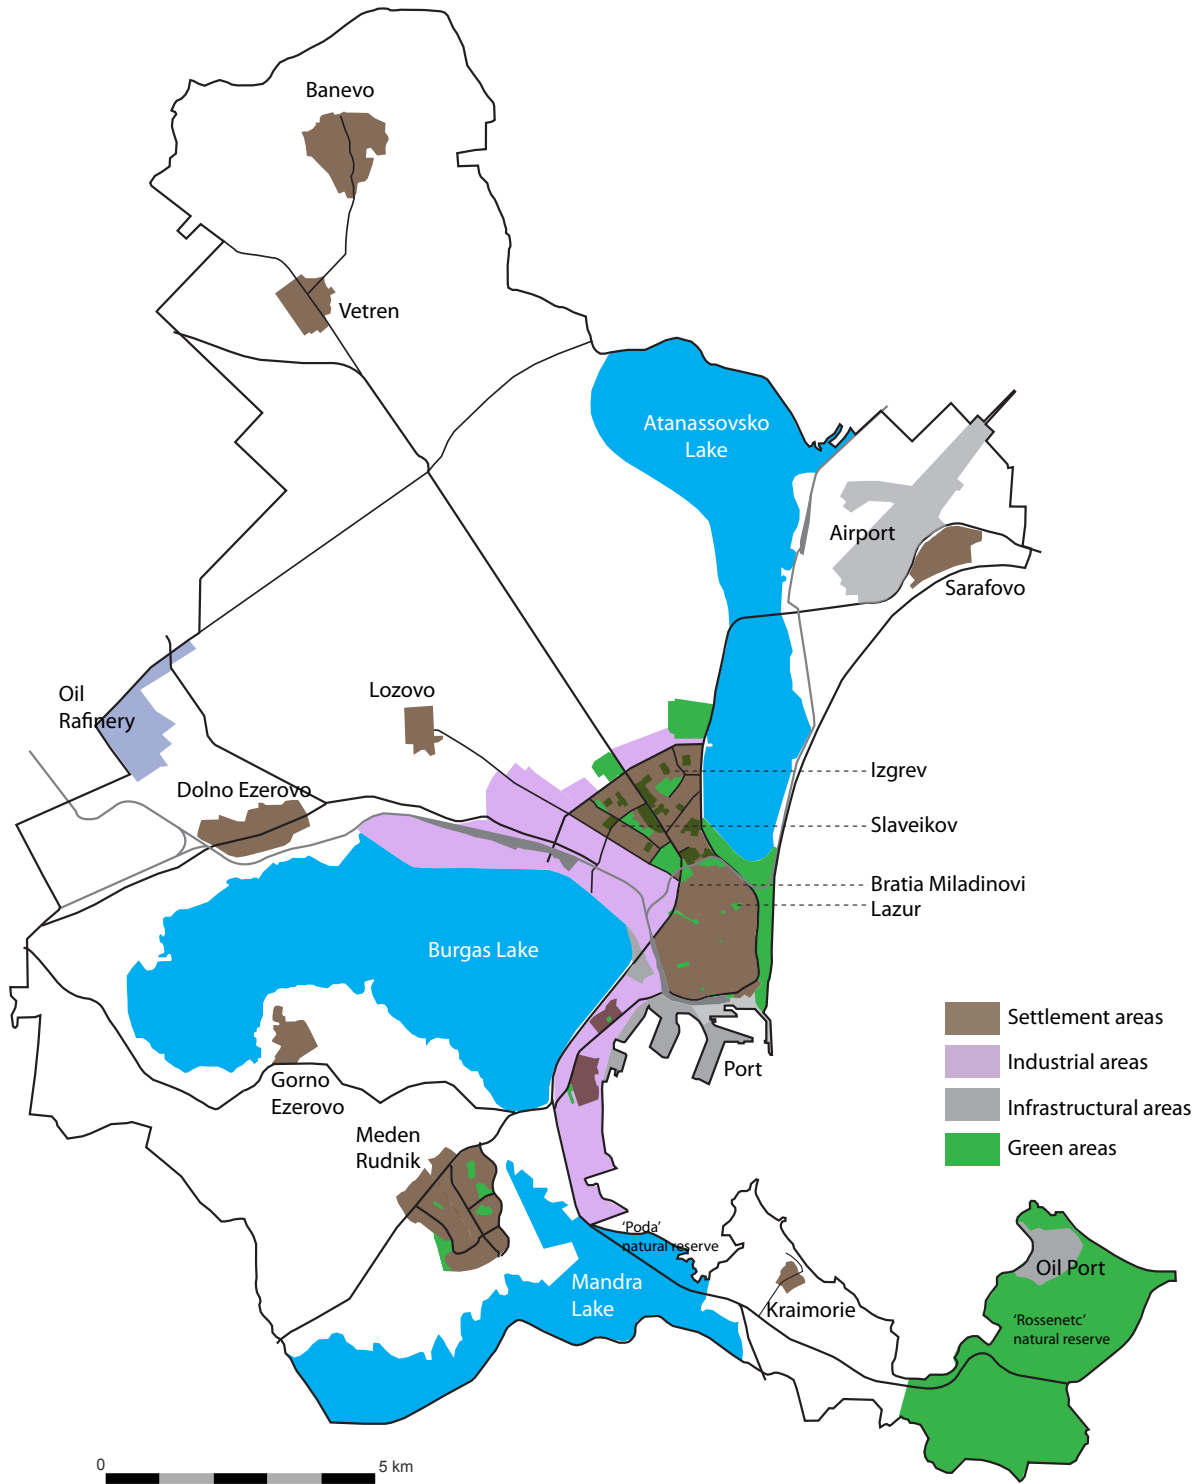 Banevo
Vetren
Atanassovsko
Lake
Airport
Sarafovo
Oil
Rafinery
Lozovo
Dolno Ezerovo
Izgrev
Slaveikov
Bratia Miladinovi
Lazur
Burgas Lake
Settlement areas
Industrial areas
Infrastructural areas
Green areas
Port
Gorno
Ezerovo
Meden
Rudnik
'Poda'
natural reserve
Mandra
Lake
Kraimorie
Oil Port
'Rossenetc'
natural reserve
0
5 km